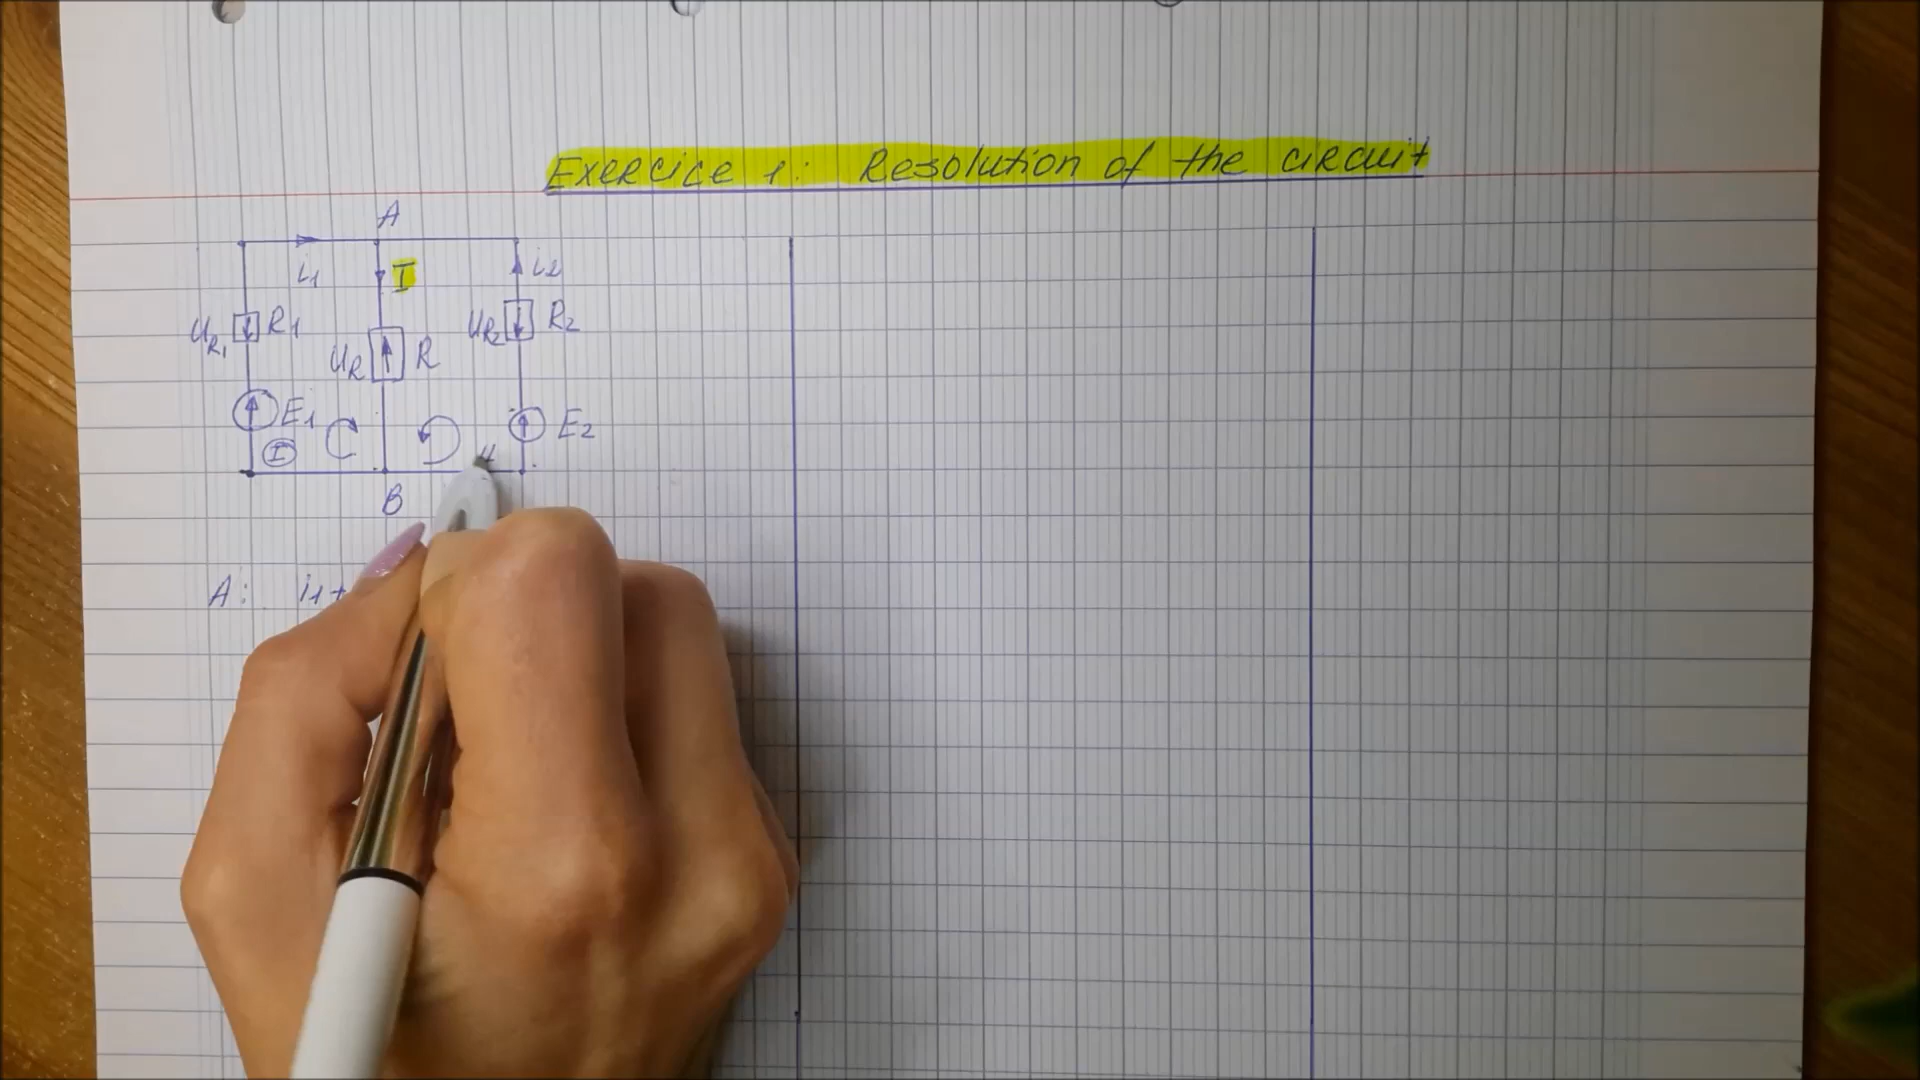 Exercice 1: Resolution of the circuit
A
i1
I
i2
UR1
R1
UR
R
UR2
R2
E1
I
E2
B
A: i1+